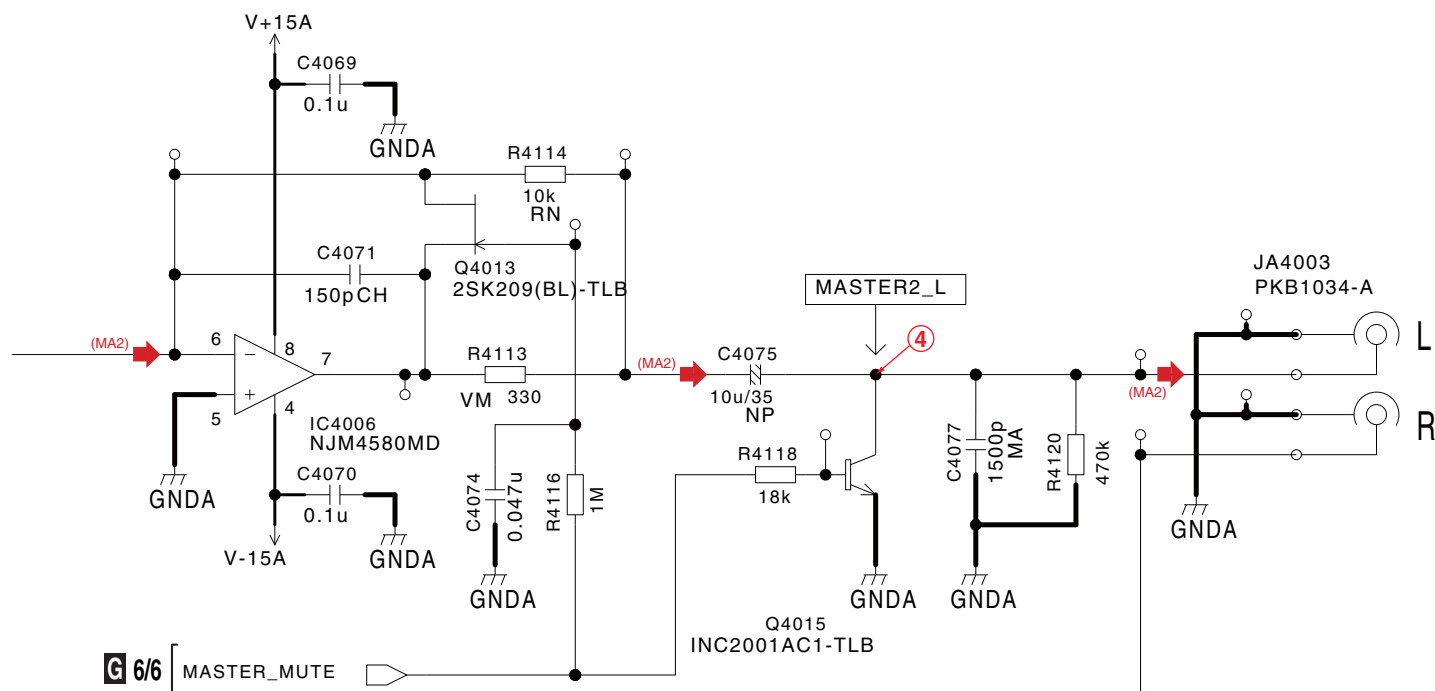 V+15A
C4069
0.1u
GNDA
R4114
10k
RN
C4071
150pCH
Q4013
2SK209(BL)-TLB
MASTER2_L
JA4003
PKB1034-A
(MA2)
6
8
7
5
4
IC4006
NJM4580MD
R4113
VM 330
(MA2)
C4075
10u/35
NP
4
(MA2)
L
R
GNDA
C4070
0.1u
V-15A
GNDA
C4074
0.047u
R4116
1M
GNDA
R4118
18k
C4077
1500p
MA
R4120
470k
GNDA
GNDA
GNDA
Q4015
INC2001AC1-TLB
G 6/6
MASTER_MUTE